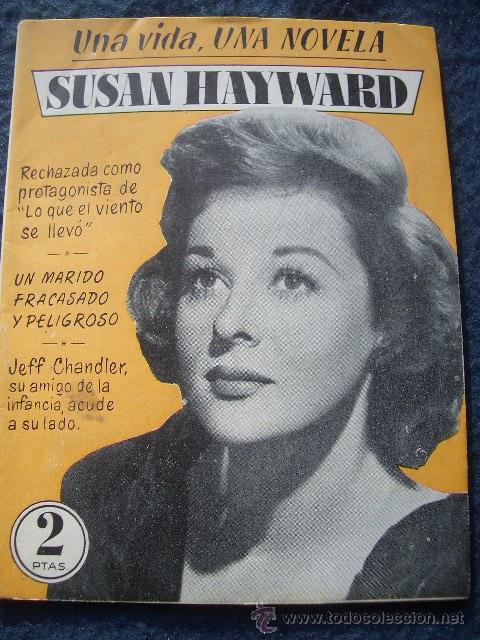 Una vida, UNA NOVELA
SUSAN HAYWARD
Rechazada como
protagonista de
"Lo que el viento
se llevó"
UN MARIDO
FRACASADO
Y PELIGROSO
Jeff Chandler,
su amigo de la
infancia, acude
a su lado.
2
PTAS.
www.todocoleccion.net